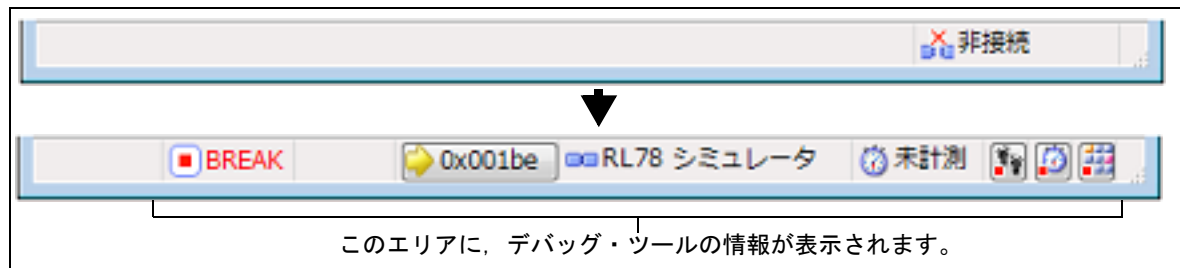 非接続
BREAK 0x001be RL78 シミュレータ 未計測
このエリアに，デバッグ・ツールの情報が表示されます。